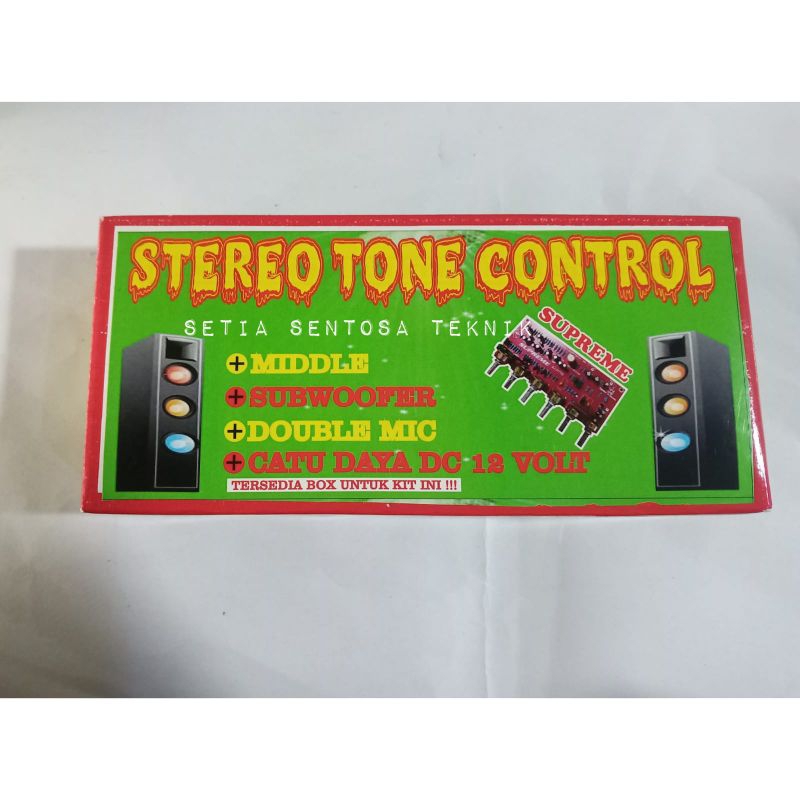 STEREO TONE CONTROL
SETIA SENTOSA TEKNIK
SUPREME
+MIDDLE
+SUBWOOFER
+DOUBLE MIC
+CATU DAYA DC 12 VOLT
TERSEDIA BOX UNTUK KIT INI !!!